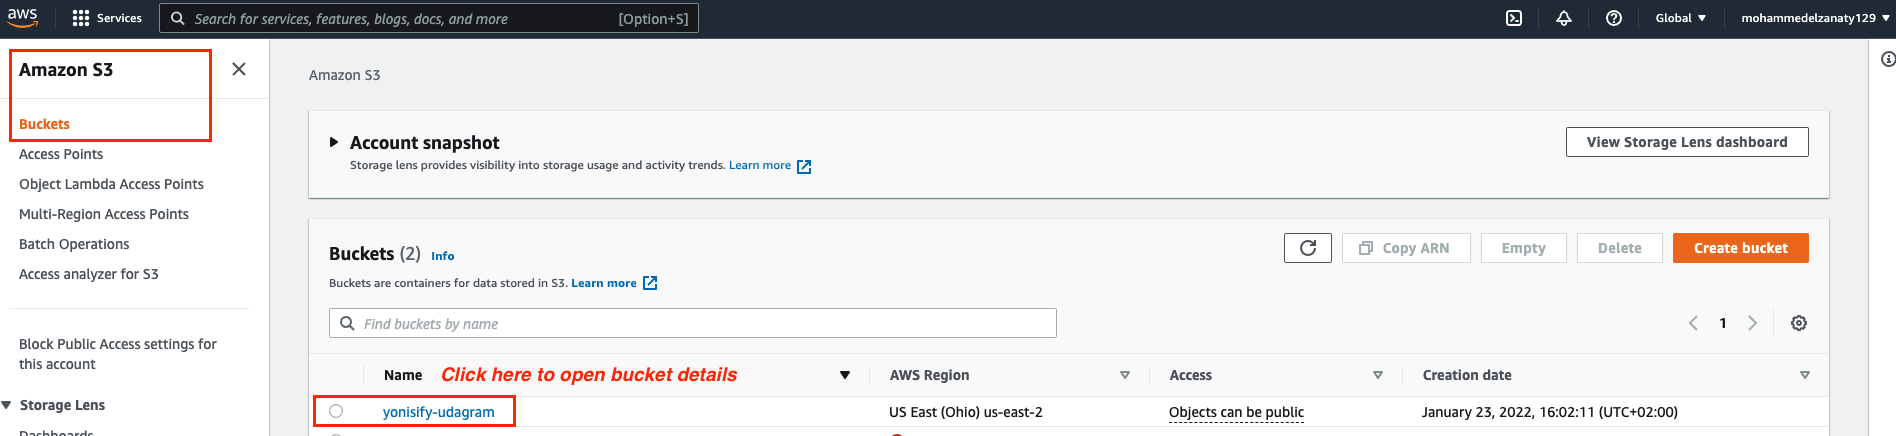 aws
Services
Search for services, features, blogs, docs, and more
[Option+S]
Global
mohammedelzanaty129
Amazon S3
Buckets
Access Points
Object Lambda Access Points
Multi-Region Access Points
Batch Operations
Access analyzer for S3
Block Public Access settings for
this account
Storage Lens
Dashboards
Amazon S3
Account snapshot
Storage lens provides visibility into storage usage and activity trends. Learn more
View Storage Lens dashboard
Buckets (2) Info
Buckets are containers for data stored in S3. Learn more
Copy ARN
Empty
Delete
Create bucket
Find buckets by name
1
Name
Click here to open bucket details
AWS Region
Access
Creation date
yonisify-udagram
US East (Ohio) us-east-2
Objects can be public
January 23, 2022, 16:02:11 (UTC+02:00)